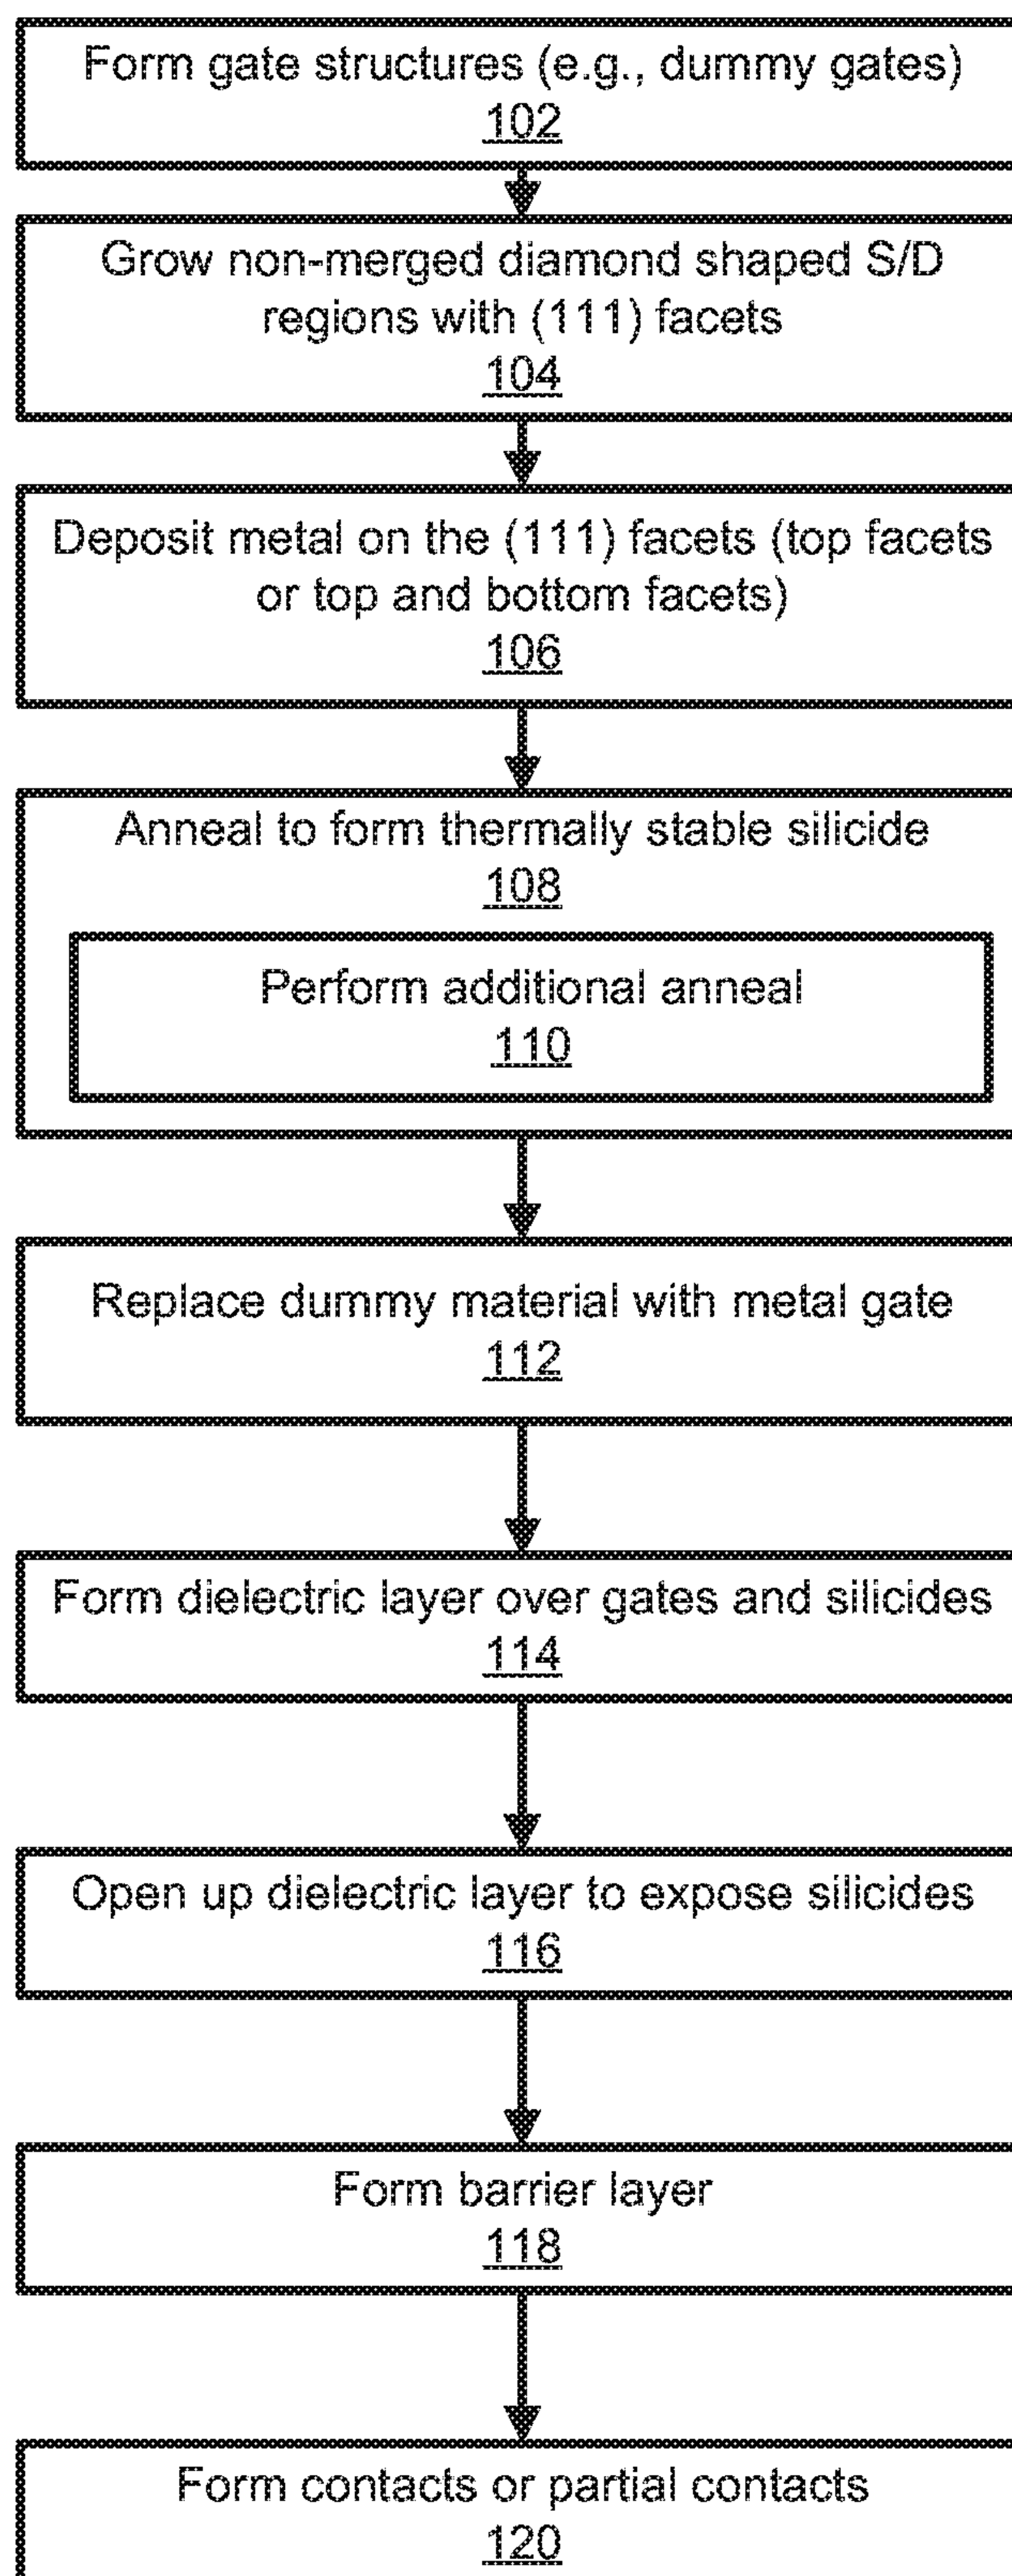 Form gate structures (e.g., dummy gates)
102
Grow non-merged diamond shaped S/D
regions with (111) facets
104
Deposit metal on the (111) facets (top facets
or top and bottom facets)
106
Anneal to form thermally stable silicide
108
Perform additional anneal
110
Replace dummy material with metal gate
112
Form dielectric layer over gates and silicides
114
Open up dielectric layer to expose silicides
116
Form barrier layer
118
Form contacts or partial contacts
120